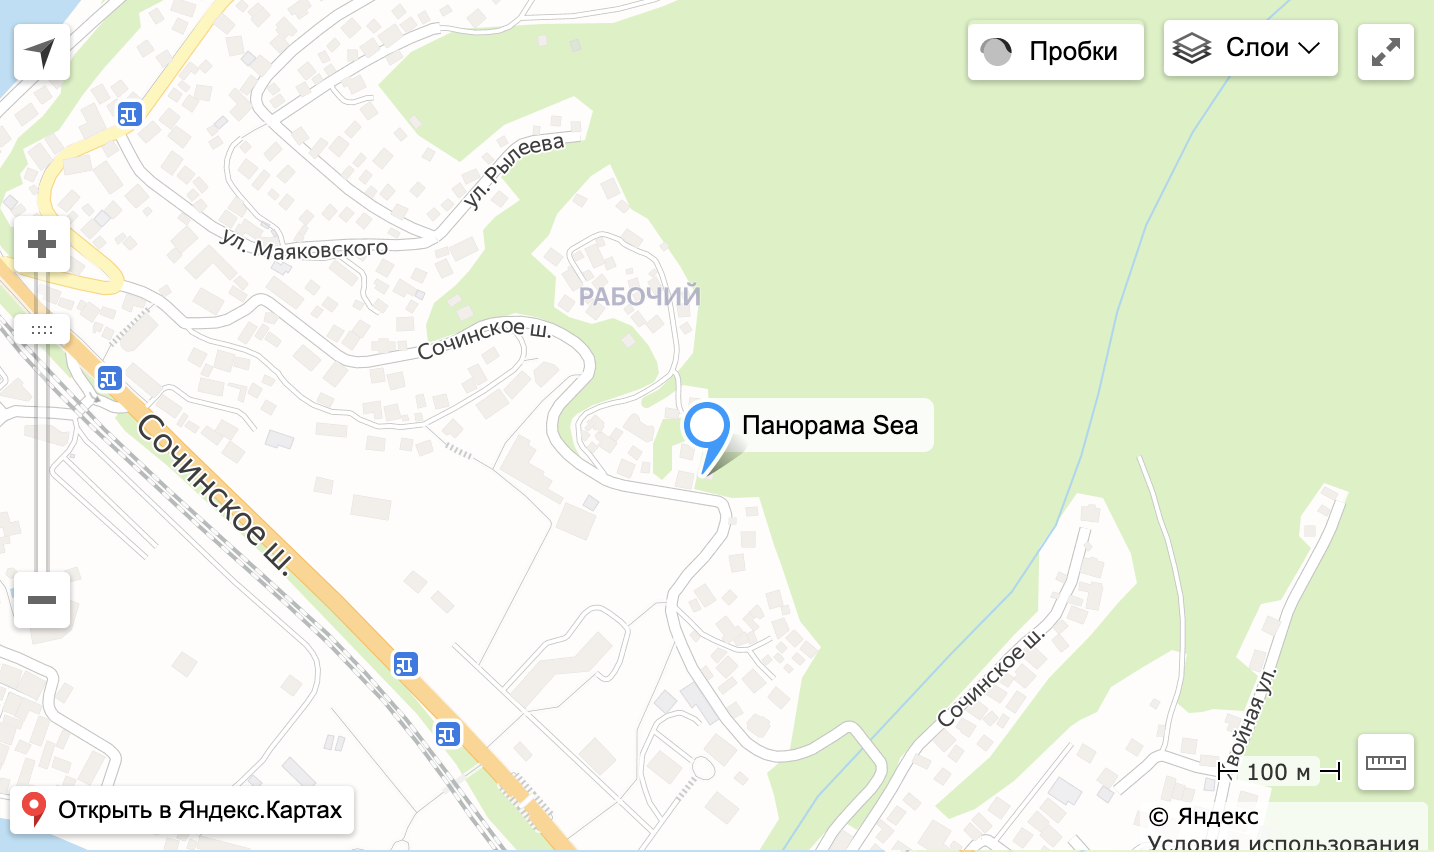 Пробки
Слои
ул. Рылеева
ул. Маяковского
РАБОЧИЙ
Сочинское ш.
Панорама Sea
Сочинское ш.
Сочинское ш.
войная ул.
100 м
Открыть в Яндекс.Картах
© Яндекс
Условия использования